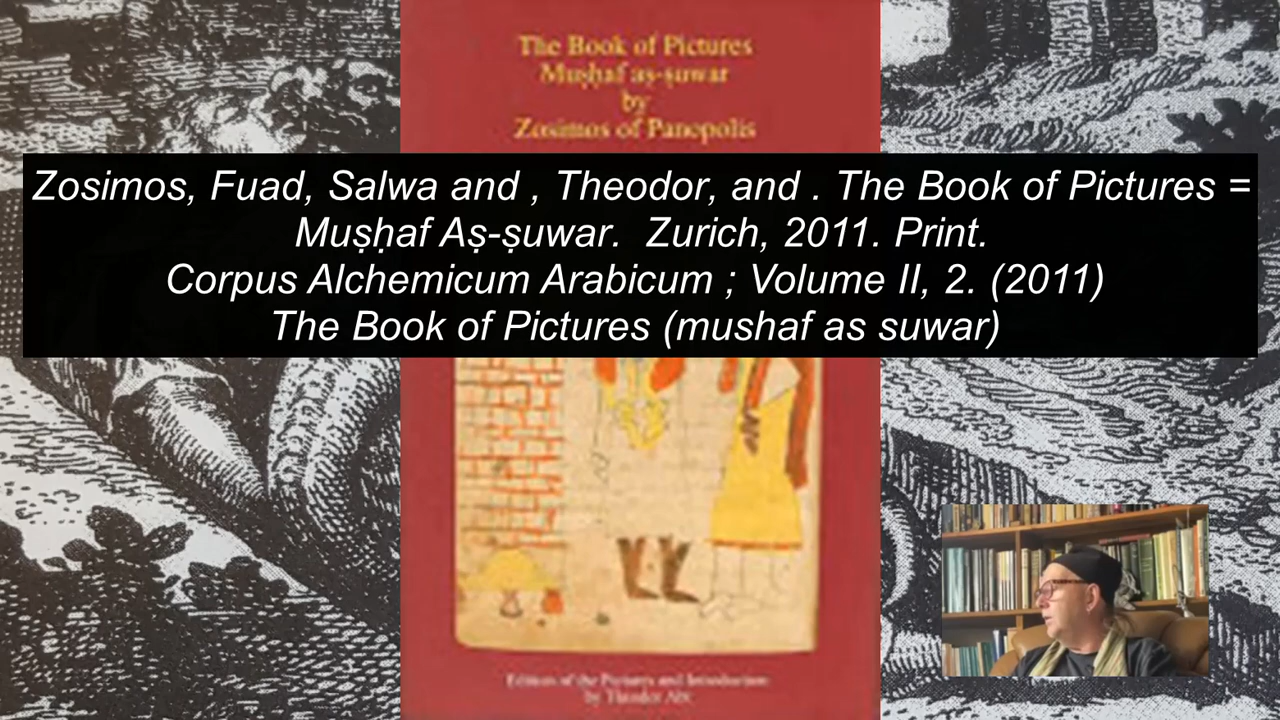 The Book of Pictures
Muṣḥaf aṣ-ṣuwar
by
Zosimos of Panopolis
Zosimos, Fuad, Salwa and , Theodor, and . The Book of Pictures =
Muṣḥaf Aṣ-ṣuwar.  Zurich, 2011. Print.
Corpus Alchemicum Arabicum ; Volume II, 2. (2011)
The Book of Pictures (mushaf as suwar)
Edition of the Pictures and Introduction
by Theodor Abt